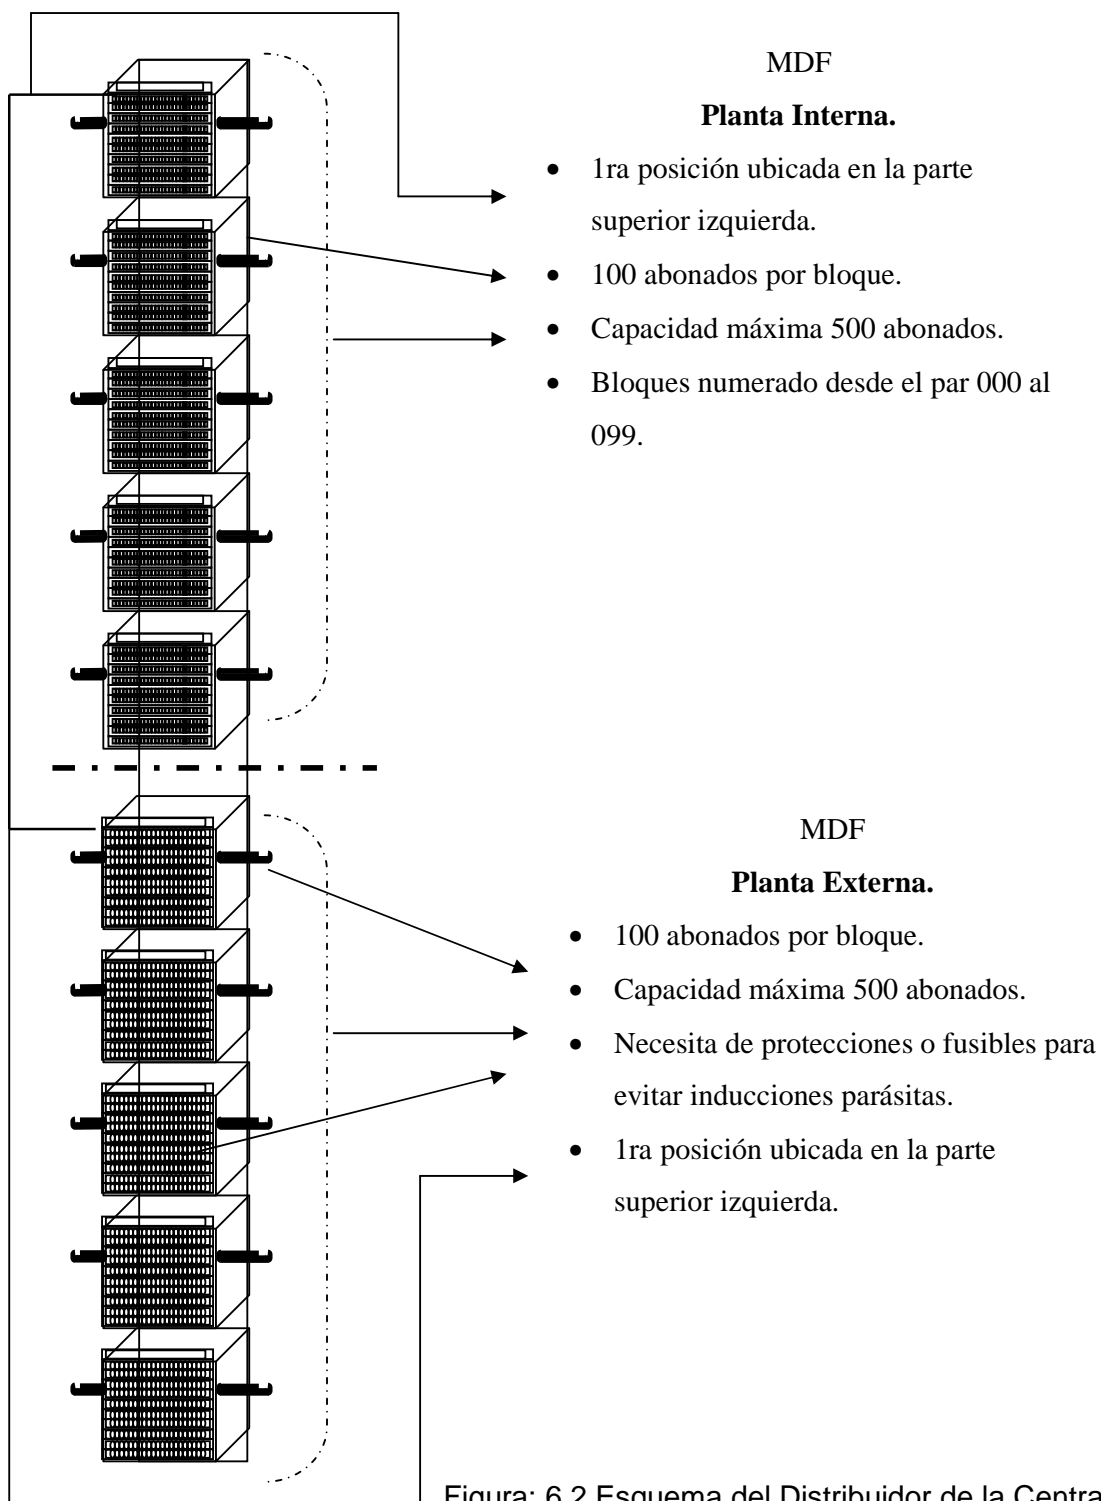 MDF
Planta Interna.
• 1ra posición ubicada en la parte
superior izquierda.
• 100 abonados por bloque.
• Capacidad máxima 500 abonados.
• Bloques numerado desde el par 000 al
099.
MDF
Planta Externa.
• 100 abonados por bloque.
• Capacidad máxima 500 abonados.
• Necesita de protecciones o fusibles para
evitar inducciones parásitas.
• 1ra posición ubicada en la parte
superior izquierda.
Figura: 6.2 Esquema del Distribuidor de la Centra